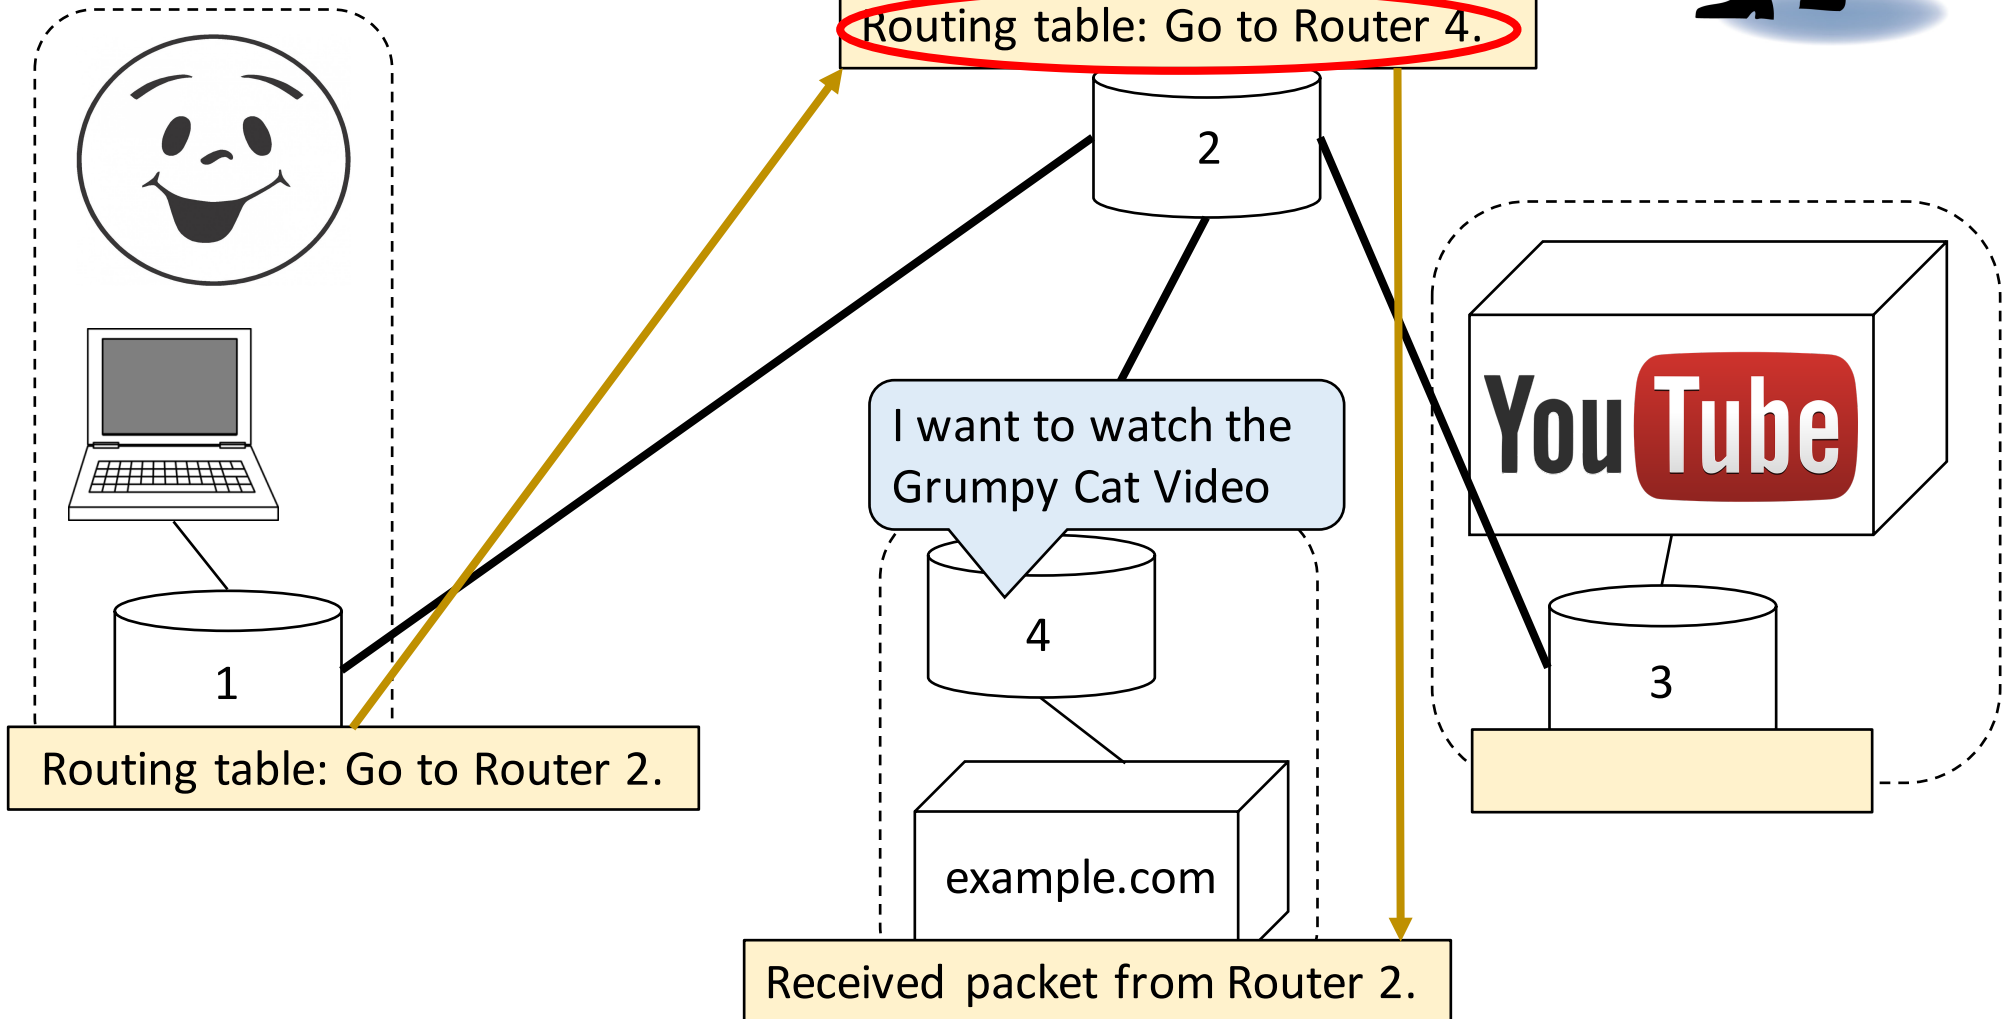 Routing table: Go to Router 4.
2
I want to watch the
Grumpy Cat Video
YouTube
4
1
3
Routing table: Go to Router 2.
example.com
Received packet from Router 2.